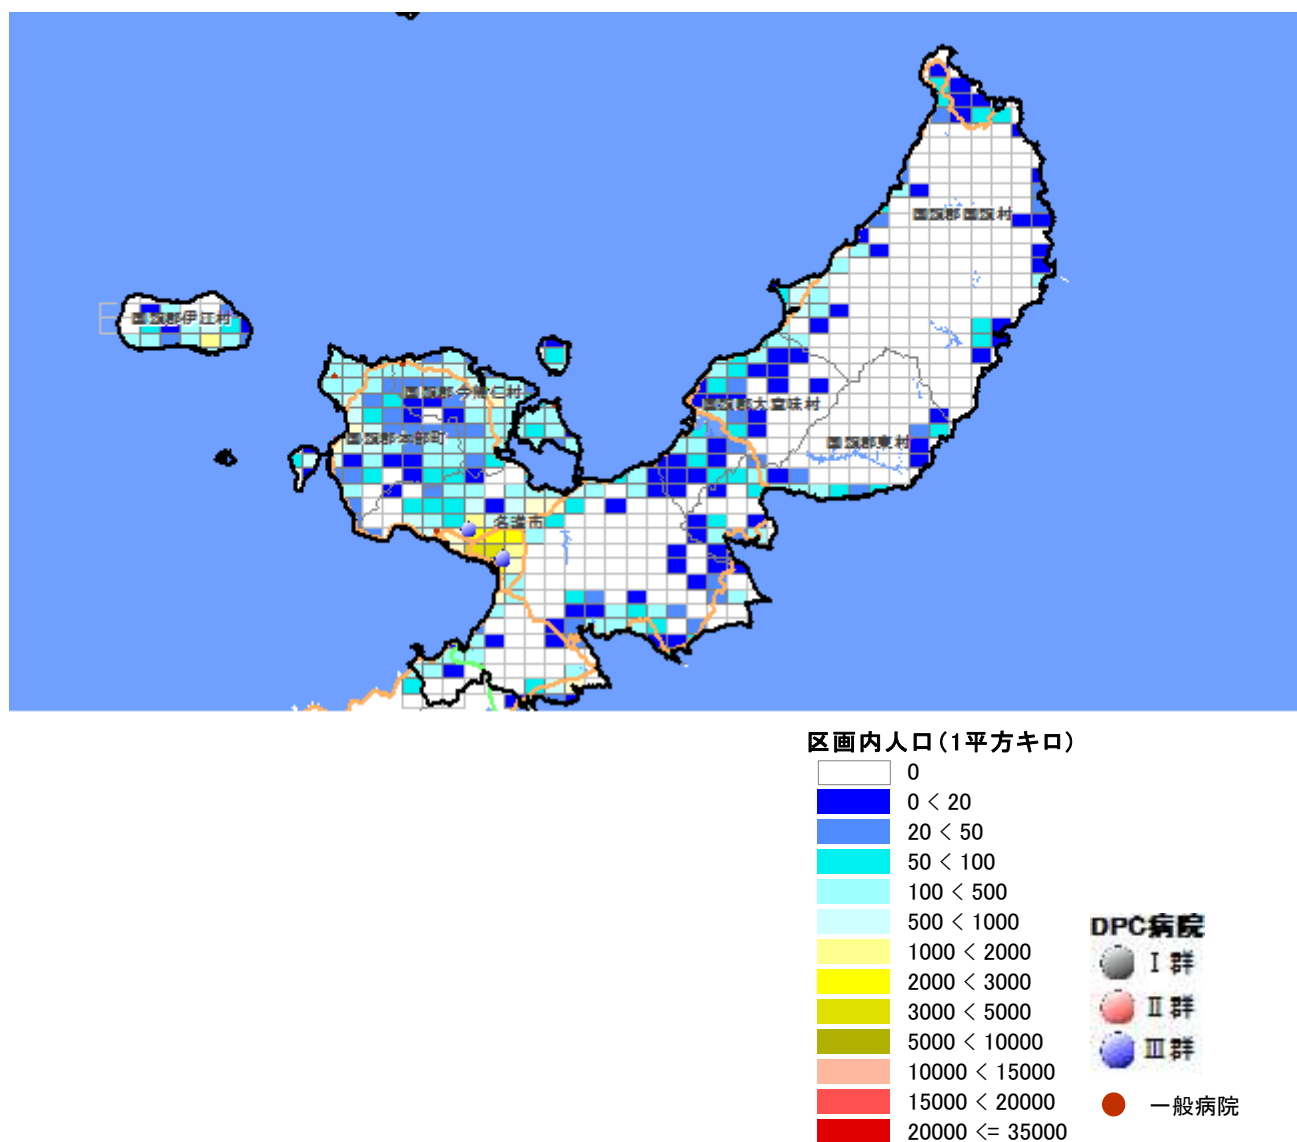 国頭郡国頭村
国頭郡伊江村
国頭郡今帰仁村
国頭郡大宜味村
国頭郡本部町
国頭郡東村
名護市
区画内人口(1平方キロ)
0
0 < 20
20 < 50
50 < 100
100 < 500
500 < 1000
1000 < 2000
2000 < 3000
3000 < 5000
5000 < 10000
10000 < 15000
15000 < 20000
20000 <= 35000
DPC病院
Ⅰ群
Ⅱ群
Ⅲ群
一般病院